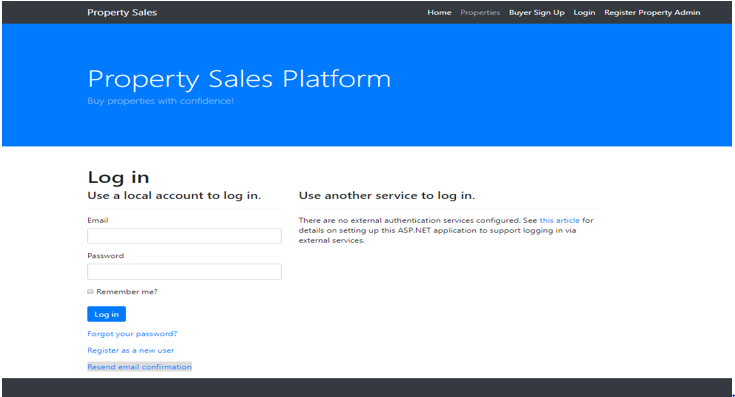 Property Sales
Home Properties Buyer Sign Up Login Register Property Admin
Property Sales Platform
Buy properties with confidence!
Log in
Use a local account to log in.
Email
Password
Remember me?
Log in
Forgot your password?
Register as a new user
Resend email confirmation
Use another service to log in.
There are no external authentication services configured. See this article for
details on setting up this ASP.NET application to support logging in via
external services.